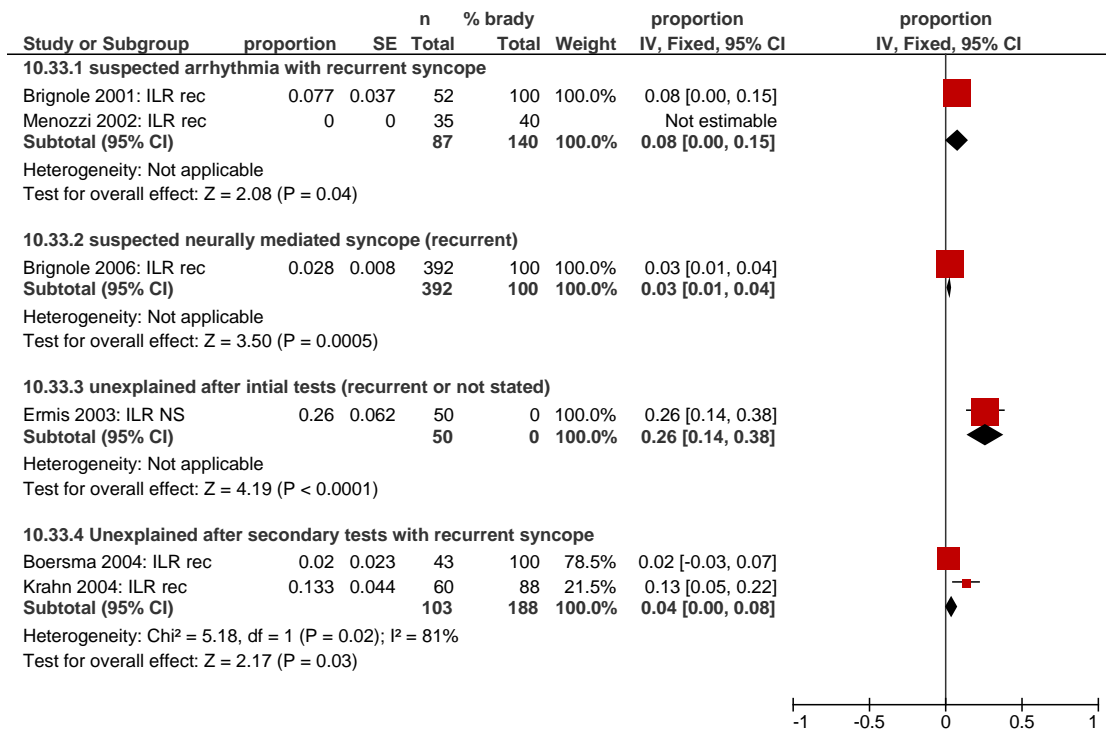 n % brady proportion proportion
Study or Subgroup proportion SE Total Total Weight IV, Fixed, 95% CI IV, Fixed, 95% CI
10.33.1 suspected arrhythmia with recurrent syncope
Brignole 2001: ILR rec 0.077 0.037 52 100 100.0% 0.08 [0.00, 0.15]
Menozzi 2002: ILR rec 0 0 35 40 Not estimable
Subtotal (95% CI) 87 140 100.0% 0.08 [0.00, 0.15]
Heterogeneity: Not applicable
Test for overall effect: Z = 2.08 (P = 0.04)
10.33.2 suspected neurally mediated syncope (recurrent)
Brignole 2006: ILR rec 0.028 0.008 392 100 100.0% 0.03 [0.01, 0.04]
Subtotal (95% CI) 392 100 100.0% 0.03 [0.01, 0.04]
Heterogeneity: Not applicable
Test for overall effect: Z = 3.50 (P = 0.0005)
10.33.3 unexplained after intial tests (recurrent or not stated)
Ermis 2003: ILR NS 0.26 0.062 50 0 100.0% 0.26 [0.14, 0.38]
Subtotal (95% CI) 50 0 100.0% 0.26 [0.14, 0.38]
Heterogeneity: Not applicable
Test for overall effect: Z = 4.19 (P < 0.0001)
10.33.4 Unexplained after secondary tests with recurrent syncope
Boersma 2004: ILR rec 0.02 0.023 43 100 78.5% 0.02 [-0.03, 0.07]
Krahn 2004: ILR rec 0.133 0.044 60 88 21.5% 0.13 [0.05, 0.22]
Subtotal (95% CI) 103 188 100.0% 0.04 [0.00, 0.08]
Heterogeneity: Chi² = 5.18, df = 1 (P = 0.02); I² = 81%
Test for overall effect: Z = 2.17 (P = 0.03)
-1 -0.5 0 0.5 1